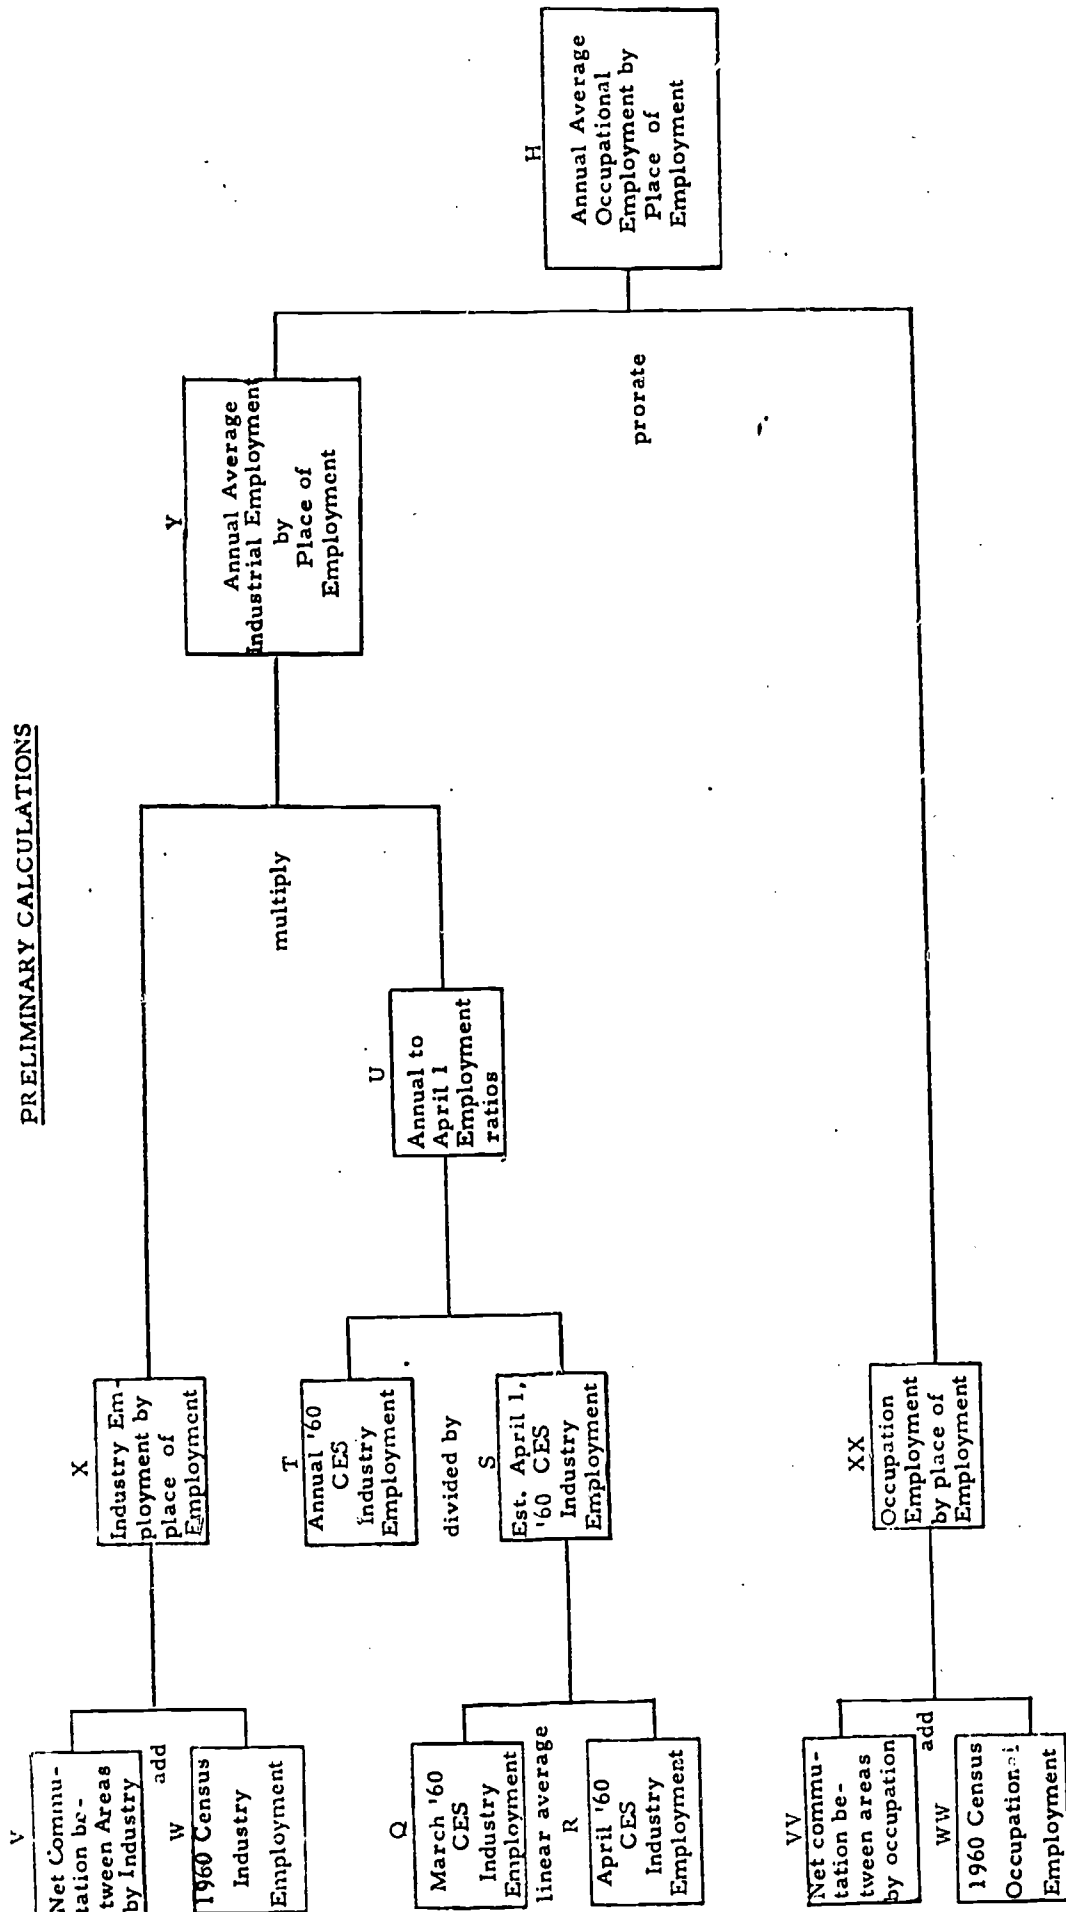 PRELIMINARY CALCULATIONS
V
Net Commu-
tation be-
tween Areas
by Industry
add
W
1960 Census
Industry
Employment
X
Industry Em-
ployment by
place of
Employment
Q
March '60
CES
Industry
Employment
linear average
R
April '60
CES
Industry
Employment
T
Annual '60
CES
Industry
Employment
divided by
S
Est. April 1,
'60 CES
Industry
Employment
U
Annual to
April 1
Employment
ratios
multiply
Y
Annual Average
Industrial Employment
by
Place of
Employment
VV
Net commu-
tation be-
tween areas
by occupation
add
WW
1960 Census
Occupational
Employment
XX
Occupation
Employment
by place of
Employment
prorate
H
Annual Average
Occupational
Employment by
Place of
Employment